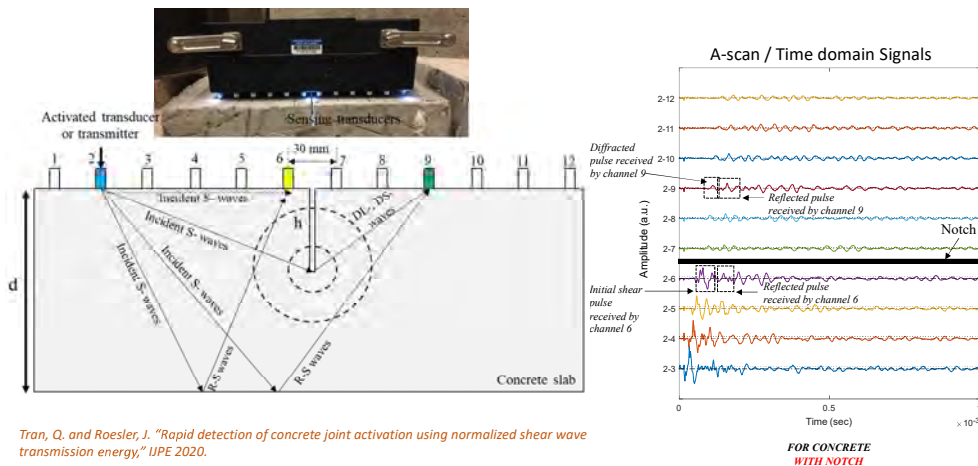 A-scan / Time domain Signals
Activated transducer
or transmitter
Sensing-transducers
30 mm
1 2 3 4 5 6 7 8 9 10 11 12
Incident S- waves
Incident S- waves
Incident S- waves
Incident S- waves
DL-, DS-
waves
h
d
R-S waves
R-S waves
Concrete slab
Tran, Q. and Roesler, J. “Rapid detection of concrete joint activation using normalized shear wave
transmission energy,” IJPE 2020.
2-12
2-11
2-10
2-9
2-8
2-7
2-6
2-5
2-4
2-3
Amplitude (a.u.)
Diffracted
pulse received
by channel 9
Reflected pulse
received by channel 9
Notch
Initial shear
pulse
received by
channel 6
Reflected pulse
received by channel 6
0 0.5
Time (sec)
FOR CONCRETE
WITH NOTCH